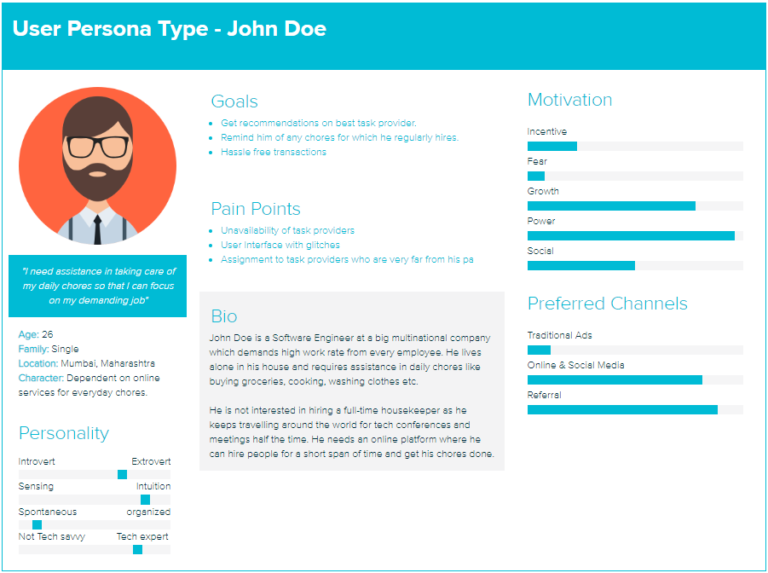 User Persona Type - John Doe
"I need assistance in taking care of
my daily chores so that I can focus
on my demanding job"
Age: 26
Family: Single
Location: Mumbai, Maharashtra
Character: Dependent on online
services for everyday chores.
Personality
Introvert Extrovert
Sensing Intuition
Spontaneous organized
Not Tech savvy Tech expert
Goals
Get recommendations on best task provider.
Remind him of any chores for which he regularly hires.
Hassle free transactions
Pain Points
Unavailability of task providers
User Interface with glitches
Assignment to task providers who are very far from his pa
Bio
John Doe is a Software Engineer at a big multinational company
which demands high work rate from every employee. He lives
alone in his house and requires assistance in daily chores like
buying groceries, cooking, washing clothes etc.
He is not interested in hiring a full-time housekeeper as he
keeps travelling around the world for tech conferences and
meetings half the time. He needs an online platform where he
can hire people for a short span of time and get his chores done.
Motivation
Incentive
Fear
Growth
Power
Social
Preferred Channels
Traditional Ads
Online & Social Media
Referral